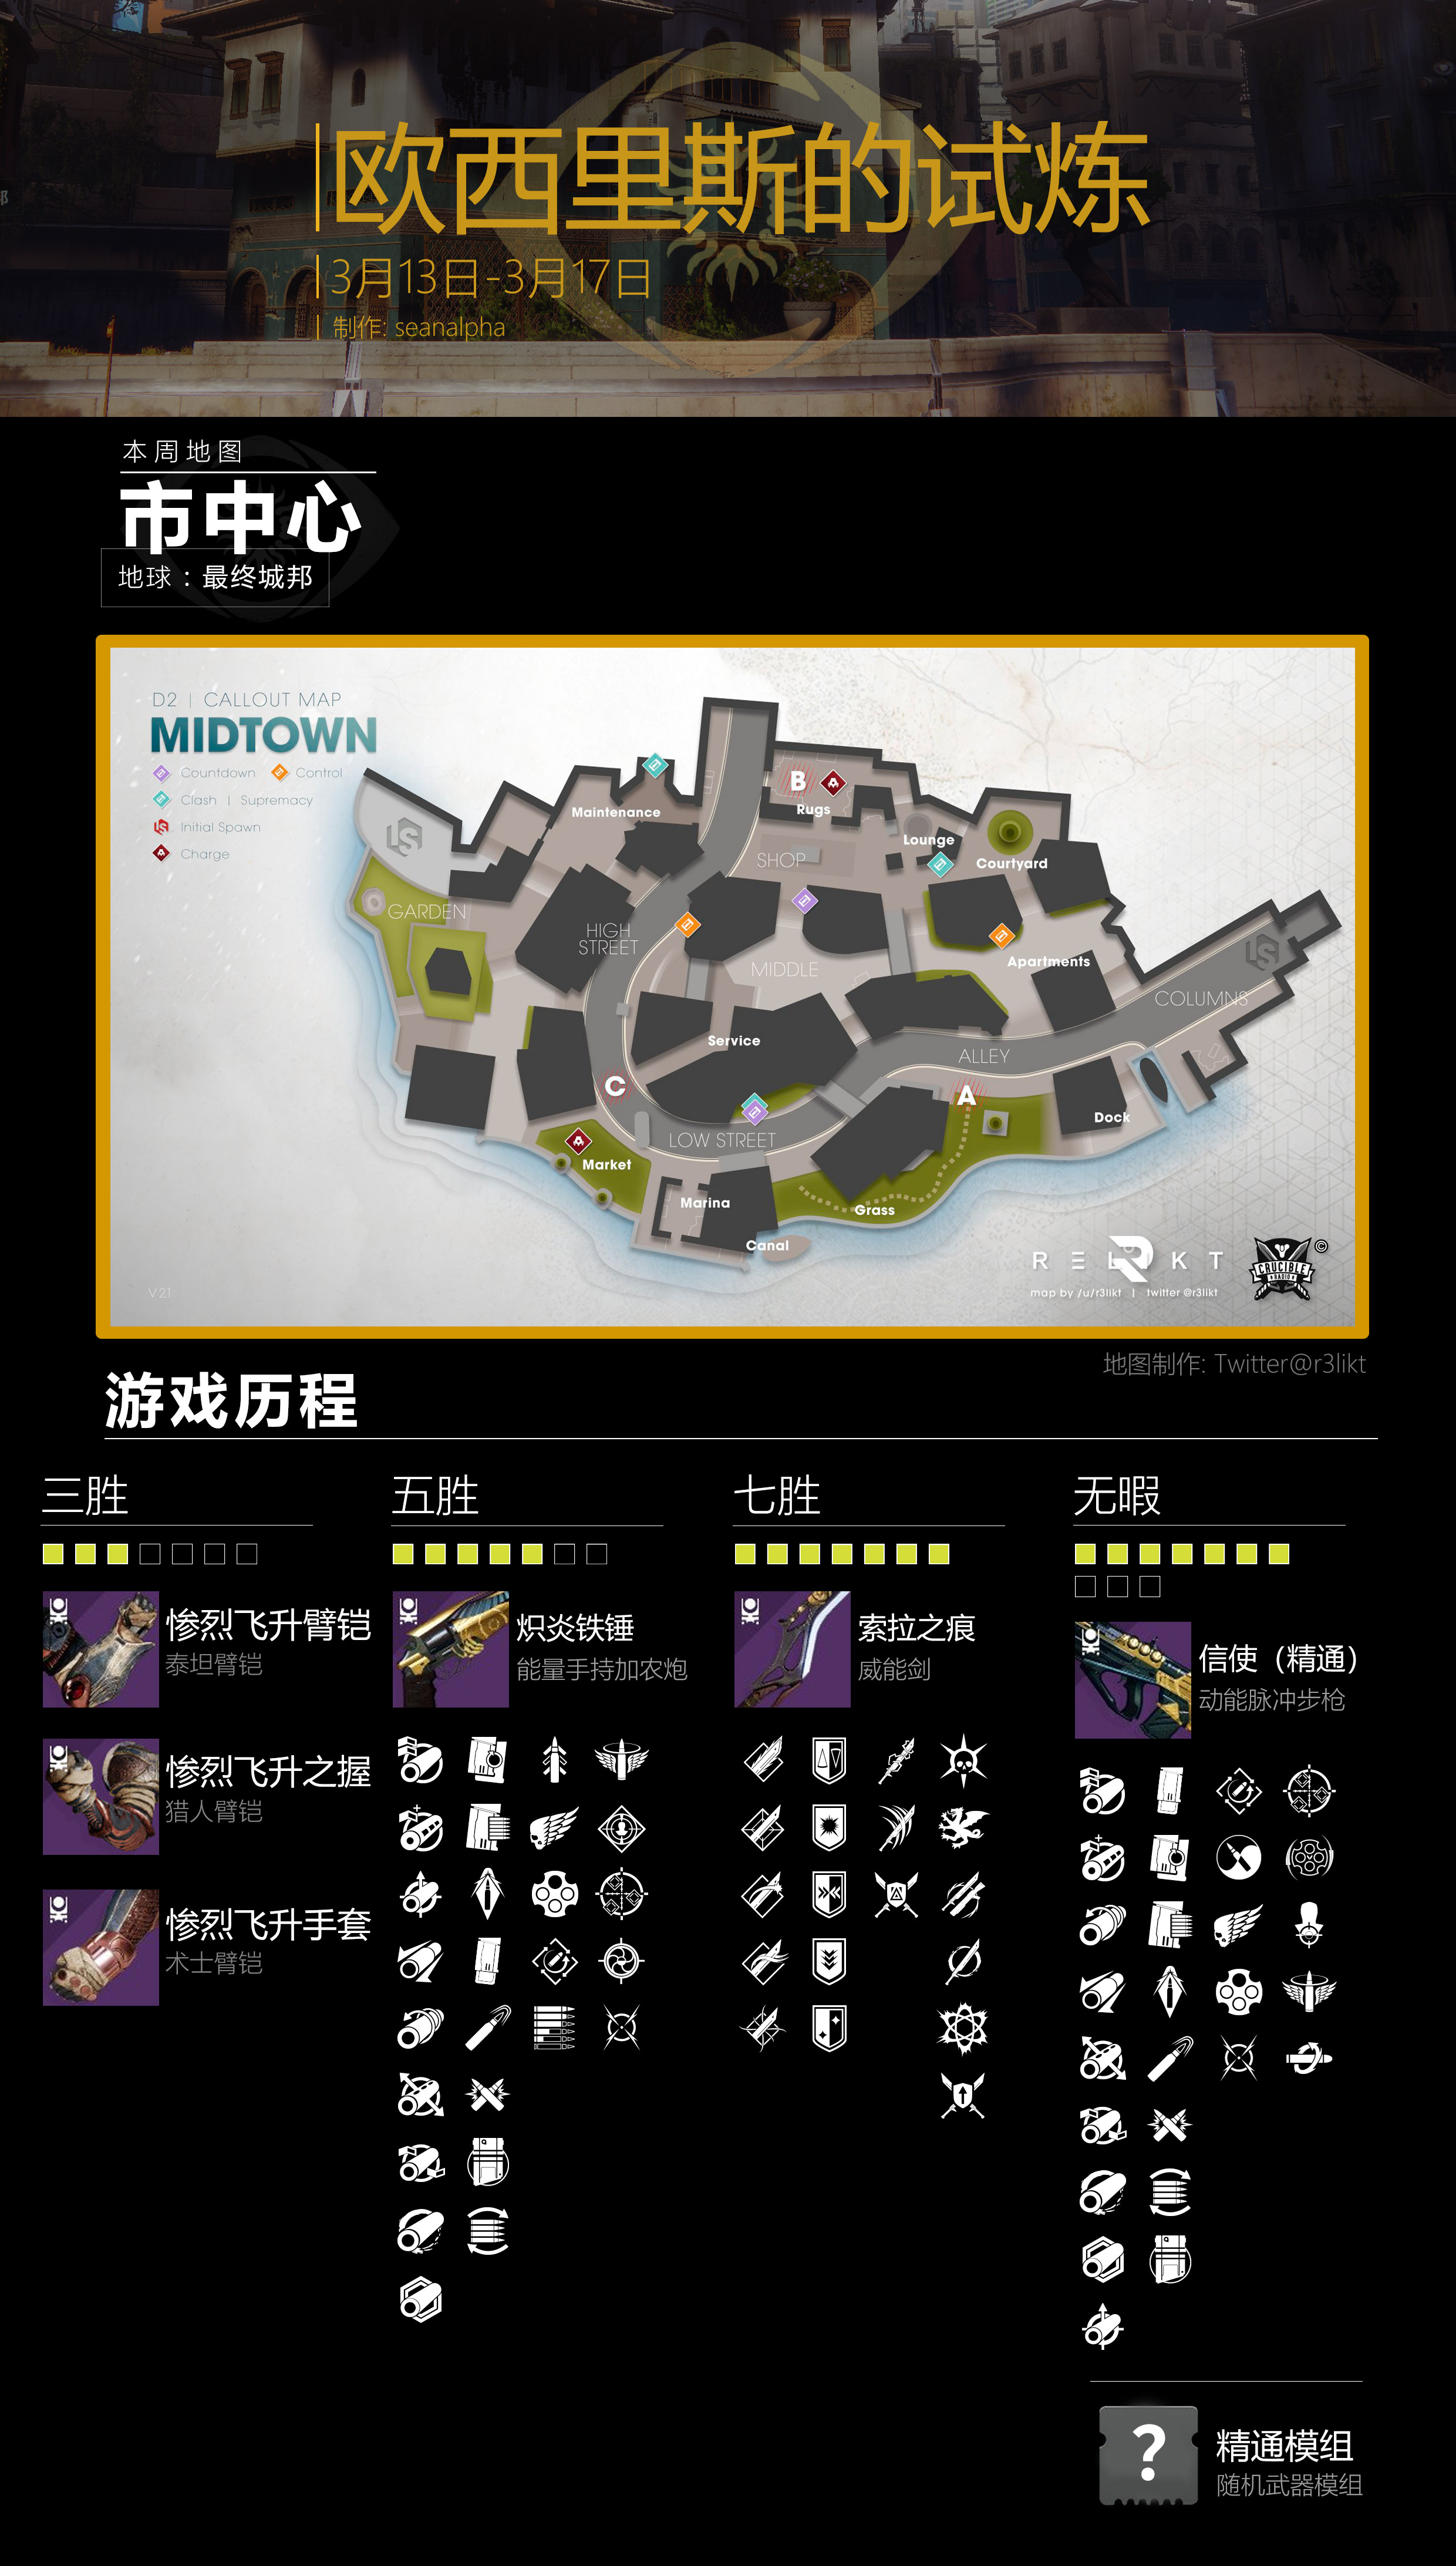 欧西里斯的试炼
3月13日-3月17日
制作: seanalpha
本周地图
市中心
地球：最终城邦
D2 | CALLOUT MAP
MIDTOWN
Countdown
Control
Clash | Supremacy
Initial Spawn
Charge
Maintenance
B
Rugs
Lounge
SHOP
Courtyard
GARDEN
HIGH
STREET
MIDDLE
Apartments
COLUMNS
Service
ALLEY
C
A
Dock
LOW STREET
Market
Marina
Grass
Canal
V21
R E L I K T
map by /u/r3likt | twitter @r3likt
CRUCIBLE
RADIO
©
地图制作: Twitter@r3likt
游戏历程
三胜
惨烈飞升臂铠
泰坦臂铠
惨烈飞升之握
猎人臂铠
惨烈飞升手套
术士臂铠
五胜
炽炎铁锤
能量手持加农炮
七胜
索拉之痕
威能剑
无暇
信使（精通）
动能脉冲步枪
?
精通模组
随机武器模组